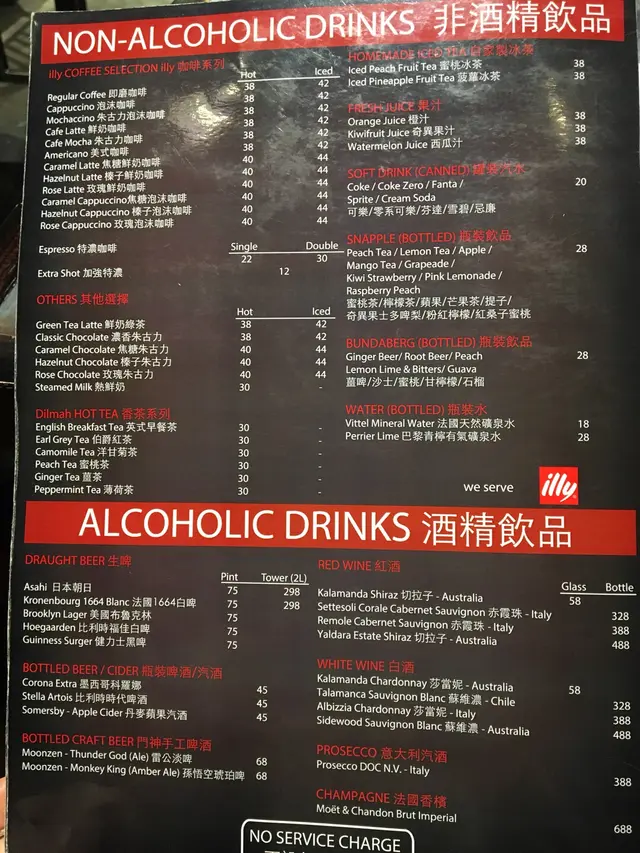 NON-ALCOHOLIC DRINKS 非酒精飲品
illy COFFEE SELECTION illy 咖啡系列
Hot Iced
Regular Coffee 即磨咖啡 38 42
Cappuccino 泡沫咖啡 38 42
Mochaccino 朱古力泡沫咖啡 38 42
Cafe Latte 鮮奶咖啡 38 42
Cafe Mocha 朱古力咖啡 38 42
Americano 美式咖啡 38 42
Caramel Latte 焦糖鮮奶咖啡 40 44
Hazelnut Latte 榛子鮮奶咖啡 40 44
Rose Latte 玫瑰鮮奶咖啡 40 44
Caramel Cappuccino焦糖泡沫咖啡 40 44
Hazelnut Cappuccino 榛子泡沫咖啡 40 44
Rose Cappuccino 玫瑰泡沫咖啡 40 44
Single Double
Espresso 特濃咖啡 22 30
Extra Shot 加強特濃 12
OTHERS 其他選擇
Hot Iced
Green Tea Latte 鮮奶綠茶 38 42
Classic Chocolate 濃香朱古力 38 42
Caramel Chocolate 焦糖朱古力 40 44
Hazelnut Chocolate 榛子朱古力 40 44
Rose Chocolate 玫瑰朱古力 40 44
Steamed Milk 熱鮮奶 30 -
Dilmah HOT TEA 香茶系列
English Breakfast Tea 英式早餐茶 30 -
Earl Grey Tea 伯爵紅茶 30 -
Camomile Tea 洋甘菊茶 30 -
Peach Tea 蜜桃茶 30 -
Ginger Tea 薑茶 30 -
Peppermint Tea 薄荷茶 30 -
HOMEMADE ICED TEA 自家製冰茶
Iced Peach Fruit Tea 蜜桃冰茶 38
Iced Pineapple Fruit Tea 菠蘿冰茶 38
FRESH JUICE 果汁
Orange Juice 橙汁 38
Kiwifruit Juice 奇異果汁 38
Watermelon Juice 西瓜汁 38
SOFT DRINK (CANNED) 罐裝汽水
Coke / Coke Zero / Fanta / 20
Sprite / Cream Soda
可樂/零系可樂/芬達/雪碧/忌廉
SNAPPLE (BOTTLED) 瓶裝飲品
Peach Tea / Lemon Tea / Apple / 28
Mango Tea / Grapeade /
Kiwi Strawberry / Pink Lemonade /
Raspberry Peach
蜜桃茶/檸檬茶/蘋果/芒果茶/提子/
奇異果士多啤梨/粉紅檸檬/紅桑子蜜桃
BUNDABERG (BOTTLED) 瓶裝飲品
Ginger Beer/ Root Beer/ Peach 28
Lemon Lime & Bitters/ Guava
薑啤/沙士/蜜桃/甘檸檬/石榴
WATER (BOTTLED) 瓶裝水
Vittel Mineral Water 法國天然礦泉水 18
Perrier Lime 巴黎青檸有氣礦泉水 28
we serve illy
ALCOHOLIC DRINKS 酒精飲品
DRAUGHT BEER 生啤
Pint Tower (2L)
Asahi 日本朝日 75 298
Kronenbourg 1664 Blanc 法國1664白啤 75 298
Brooklyn Lager 美國布魯克林 75
Hoegaarden 比利時福佳白啤 75
Guinness Surger 健力士黑啤 75
BOTTLED BEER / CIDER 瓶裝啤酒/汽酒
Corona Extra 墨西哥科羅娜 45
Stella Artois 比利時時代啤酒 45
Somersby - Apple Cider 丹麥蘋果汽酒 45
BOTTLED CRAFT BEER 門神手工啤酒
Moonzen - Thunder God (Ale) 雷公淡啤 68
Moonzen - Monkey King (Amber Ale) 孫悟空琥珀啤 68
RED WINE 紅酒
Glass Bottle
Kalamanda Shiraz 切拉子 - Australia 58
Settesoli Corale Cabernet Sauvignon 赤霞珠 - Italy 328
Remole Cabernet Sauvignon 赤霞珠 - Italy 388
Yaldara Estate Shiraz 切拉子 - Australia 488
WHITE WINE 白酒
Kalamanda Chardonnay 莎當妮 - Australia 58
Talamanca Sauvignon Blanc 蘇維濃 - Chile 328
Albizzia Chardonnay 莎當妮 - Italy 388
Sidewood Sauvignon Blanc 蘇維濃 - Australia 488
PROSECCO 意大利汽酒
Prosecco DOC N.V. - Italy 388
CHAMPAGNE 法國香檳
Moët & Chandon Brut Imperial 688
NO SERVICE CHARGE